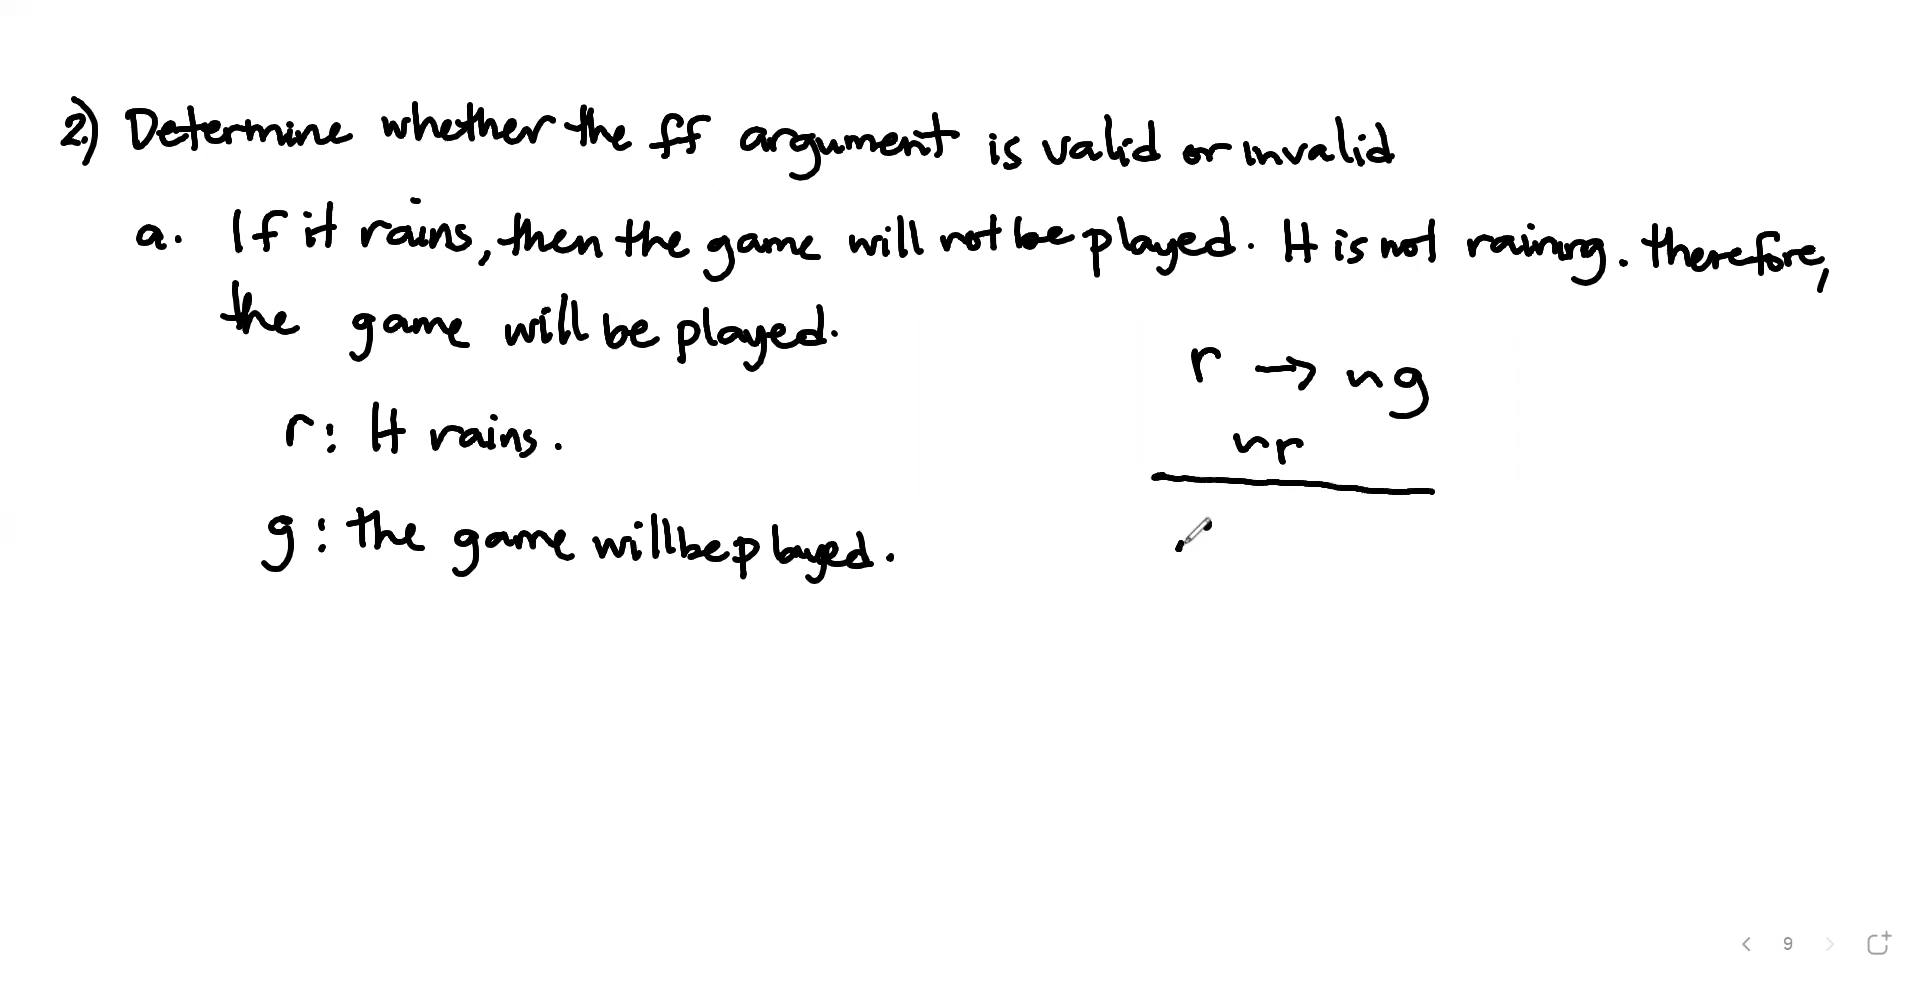 2.) Determine whether the ff argument is valid or invalid
a. If it rains, then the game will not be played. It is not raining. therefore,
the game will be played.
r: It rains.
g: the game will be played.
r → ~g
~r
9